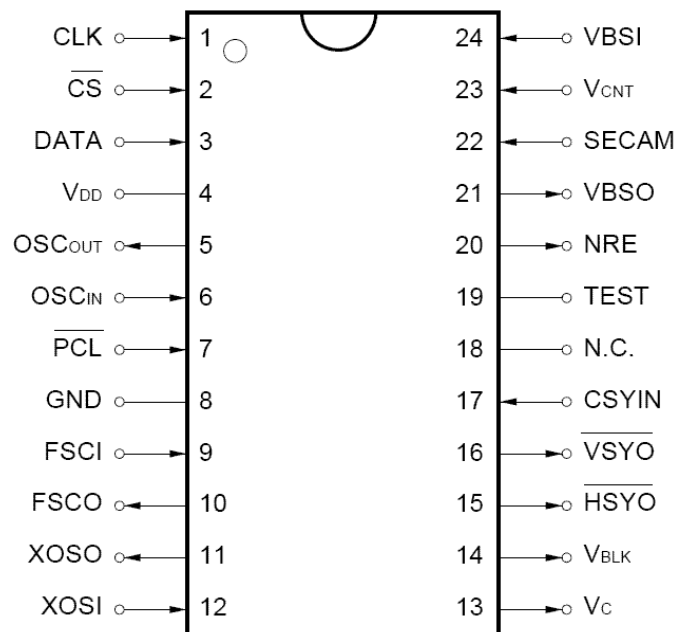 CLK 1 24 VBSI
CS 2 23 VCNT
DATA 3 22 SECAM
VDD 4 21 VBSO
OSCOUT 5 20 NRE
OSCIN 6 19 TEST
PCL 7 18 N.C.
GND 8 17 CSYIN
FSCI 9 16 VSYO
FSCO 10 15 HSYO
XOSO 11 14 VBLK
XOSI 12 13 VC